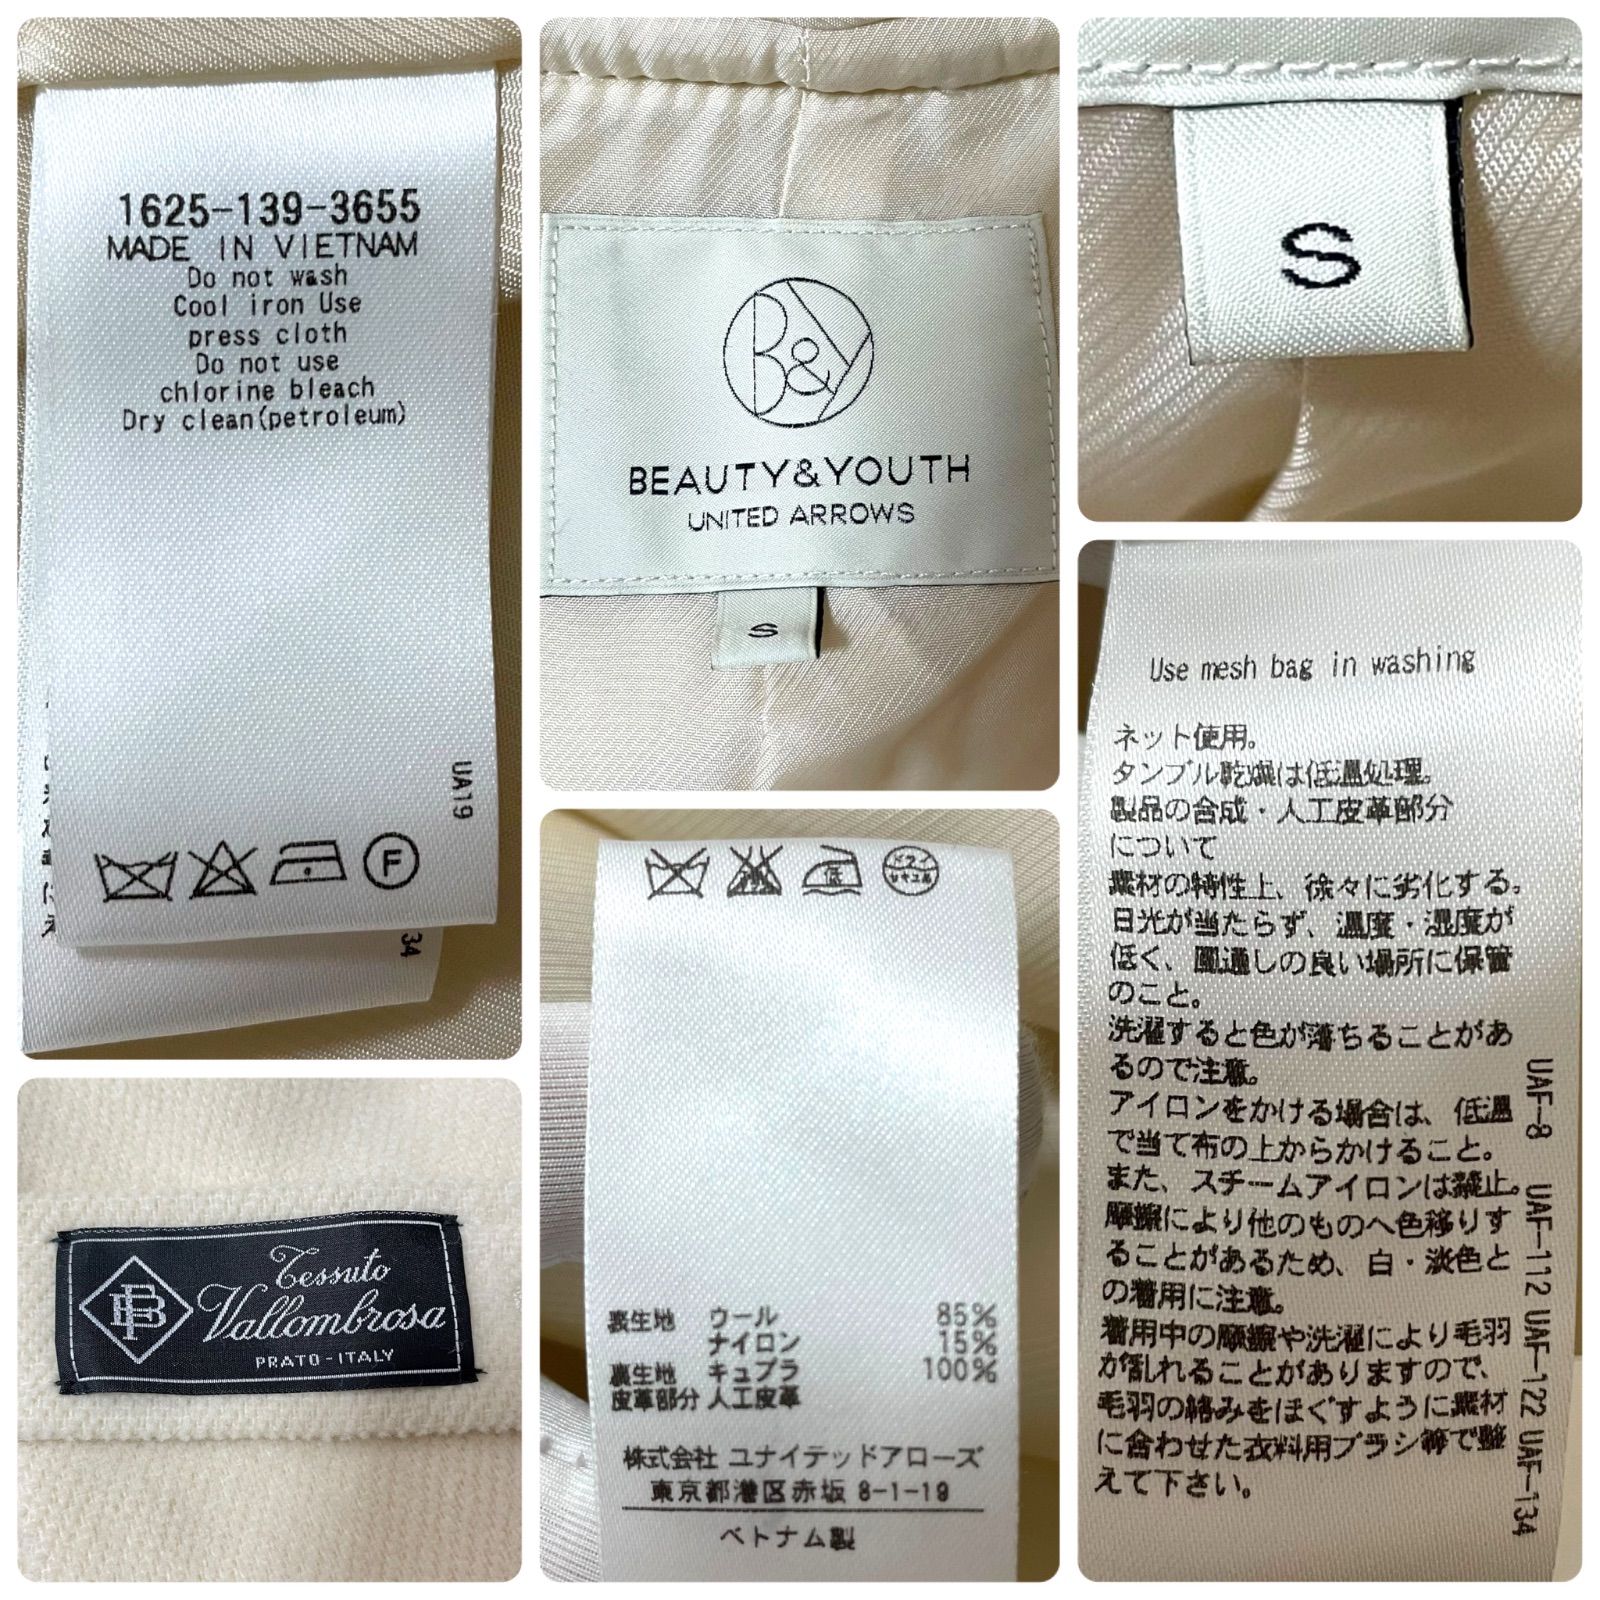 1625-139-3655
MADE IN VIETNAM
Do not wash
Cool iron Use
press cloth
Do not use
chlorine bleach
Dry clean(petroleum)
UA19
F
34
B&Y
BEAUTY&YOUTH
UNITED ARROWS
S
S
Use mesh bag in washing
ネット使用。
タンブル乾燥は低温処理。
製品の合成・人工皮革部分
について
素材の特性上、徐々に劣化する。
日光が当たらず、温度・湿度が
低く、風通しの良い場所に保管
のこと。
洗濯すると色が落ちることがあ
るので注意。
アイロンをかける場合は、低温
で当て布の上からかけること。
また、スチームアイロンは禁止。
摩擦により他のものへ色移りす
ることがあるため、白・淡色と
の着用に注意。
着用中の摩擦や洗濯により毛羽
が乱れることがありますので、
毛羽の絡みをほぐすように素材
に合わせた衣料用ブラシ等で整
えて下さい。
UAF-8 UAF-112 UAF-122 UAF-134
Tessuto
Vallombrosa
PRATO-ITALY
低
ドライ
セキユ系
表生地 ウール 85%
ナイロン 15%
裏生地 キュプラ 100%
皮革部分 人工皮革
株式会社 ユナイテッドアローズ
東京都港区赤坂 8-1-19
ベトナム製